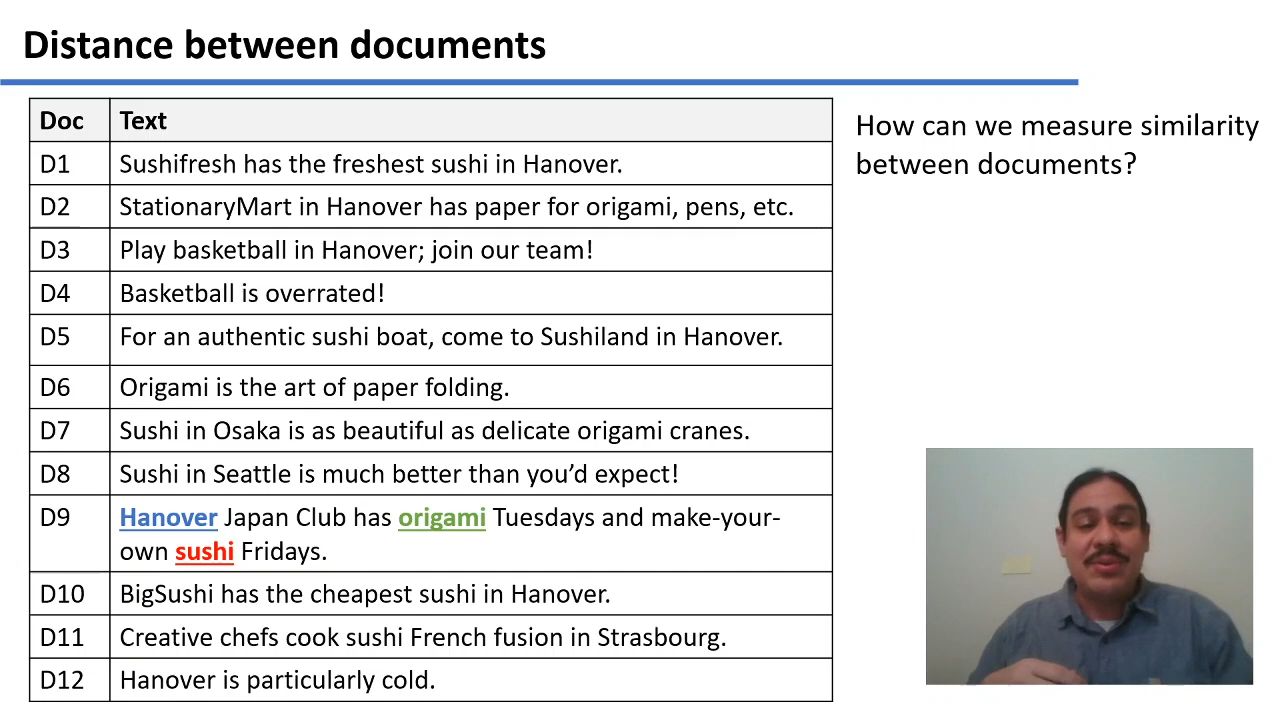 Distance between documents
Doc Text
D1 Sushifresh has the freshest sushi in Hanover.
D2 StationaryMart in Hanover has paper for origami, pens, etc.
D3 Play basketball in Hanover; join our team!
D4 Basketball is overrated!
D5 For an authentic sushi boat, come to Sushiland in Hanover.
D6 Origami is the art of paper folding.
D7 Sushi in Osaka is as beautiful as delicate origami cranes.
D8 Sushi in Seattle is much better than you’d expect!
D9 Hanover Japan Club has origami Tuesdays and make-your-
own sushi Fridays.
D10 BigSushi has the cheapest sushi in Hanover.
D11 Creative chefs cook sushi French fusion in Strasbourg.
D12 Hanover is particularly cold.
How can we measure similarity
between documents?